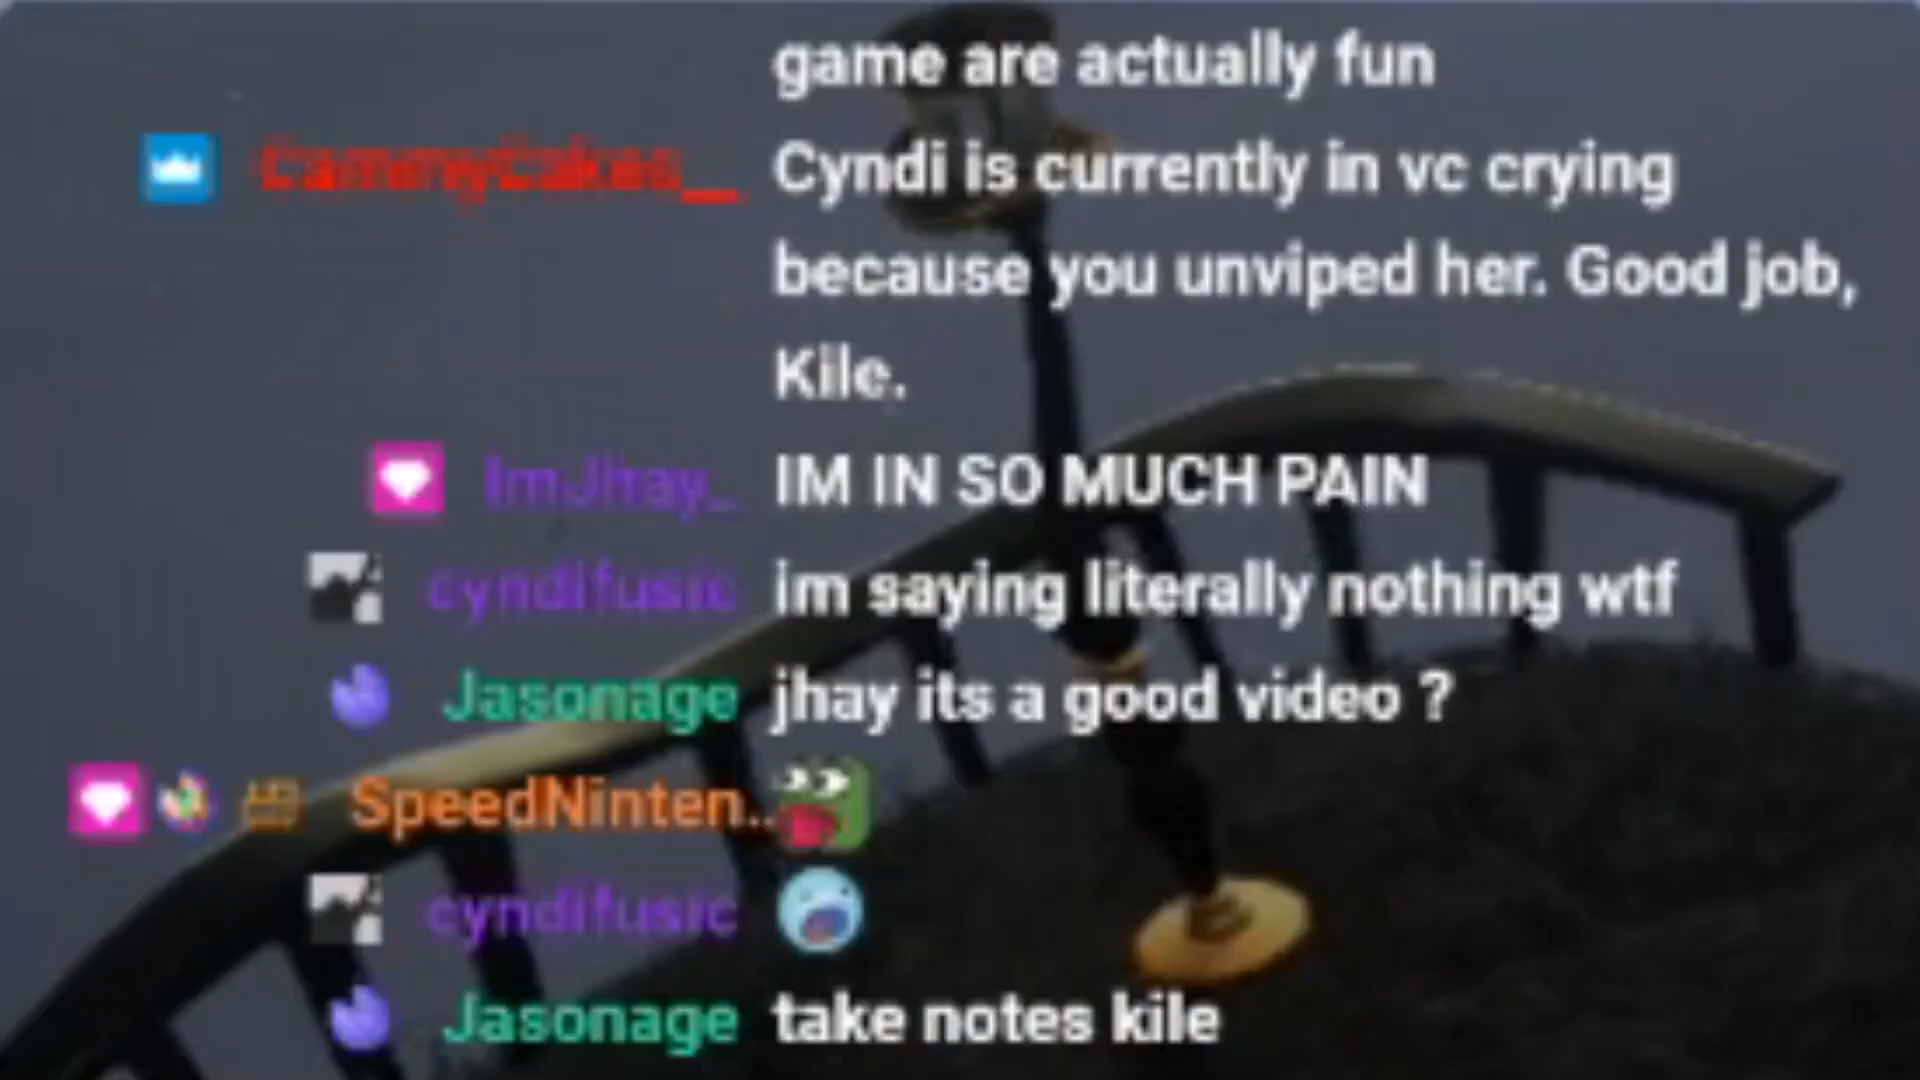 game are actually fun
CammyCakes__ Cyndi is currently in vc crying
because you unviped her. Good job,
Kile.
ImJhay_ IM IN SO MUCH PAIN
cyndifusic im saying literally nothing wtf
Jasonage jhay its a good video ?
SpeedNinten..
cyndifusic
Jasonage take notes kile